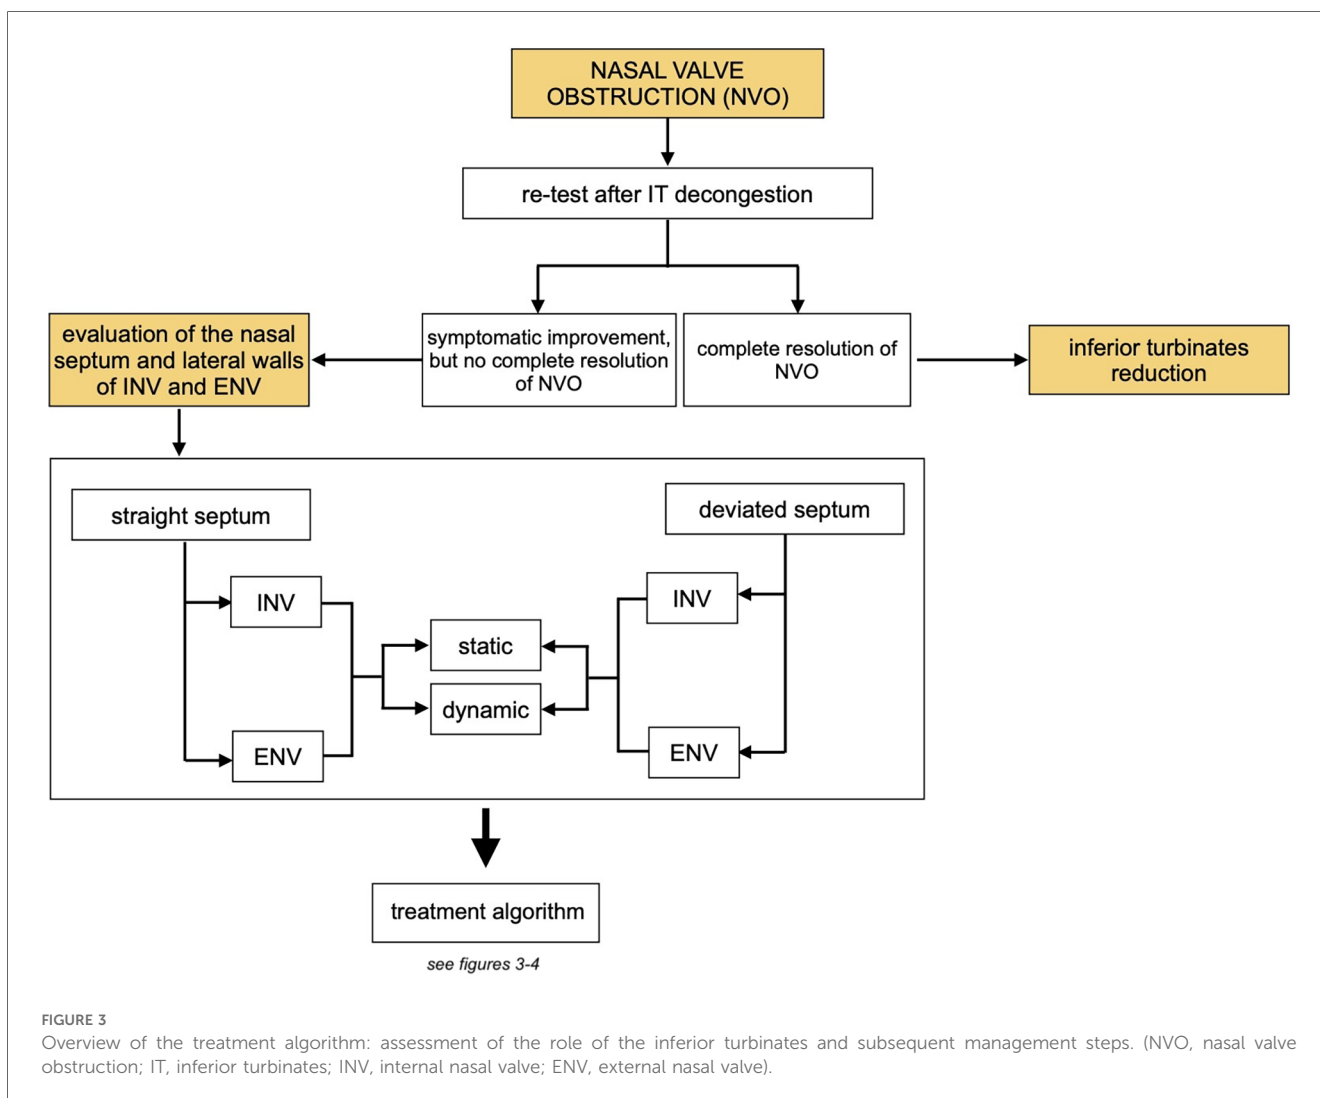 NASAL VALVE
OBSTRUCTION (NVO)
re-test after IT decongestion
evaluation of the nasal
septum and lateral walls
of INV and ENV
symptomatic improvement,
but no complete resolution
of NVO
complete resolution of
NVO
inferior turbinates
reduction
straight septum
deviated septum
INV
INV
static
dynamic
ENV
ENV
treatment algorithm
see figures 3-4
FIGURE 3
Overview of the treatment algorithm: assessment of the role of the inferior turbinates and subsequent management steps. (NVO, nasal valve
obstruction; IT, inferior turbinates; INV, internal nasal valve; ENV, external nasal valve).